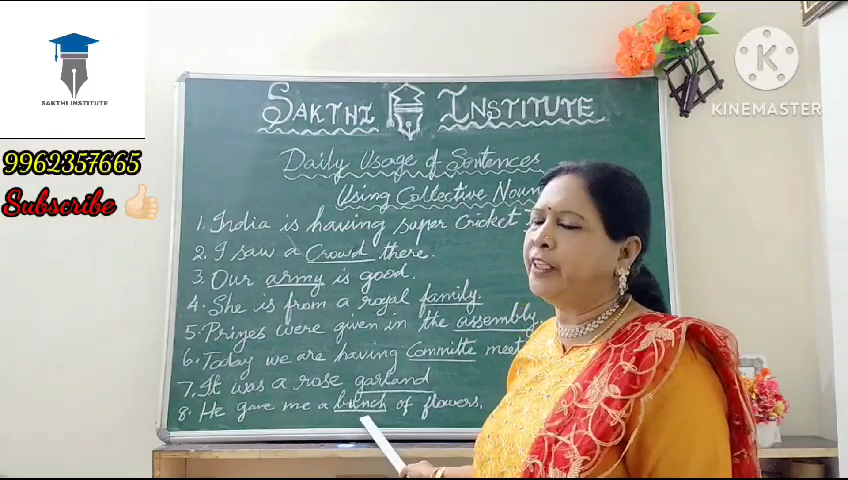 SAKTHI INSTITUTE
9962357665
Subscribe
KINEMASTER
SAKTHI INSTITUTE
Daily Usage of Sentences
Using Collective Noun
1. India is having super Cricket
2. I saw a Crowd there.
3. Our army is good.
4. She is from a royal family.
5. Prizes were given in the assembly.
6. Today we are having Committe
7. It was a rose garland
8. He gave me a bunch of flowers.